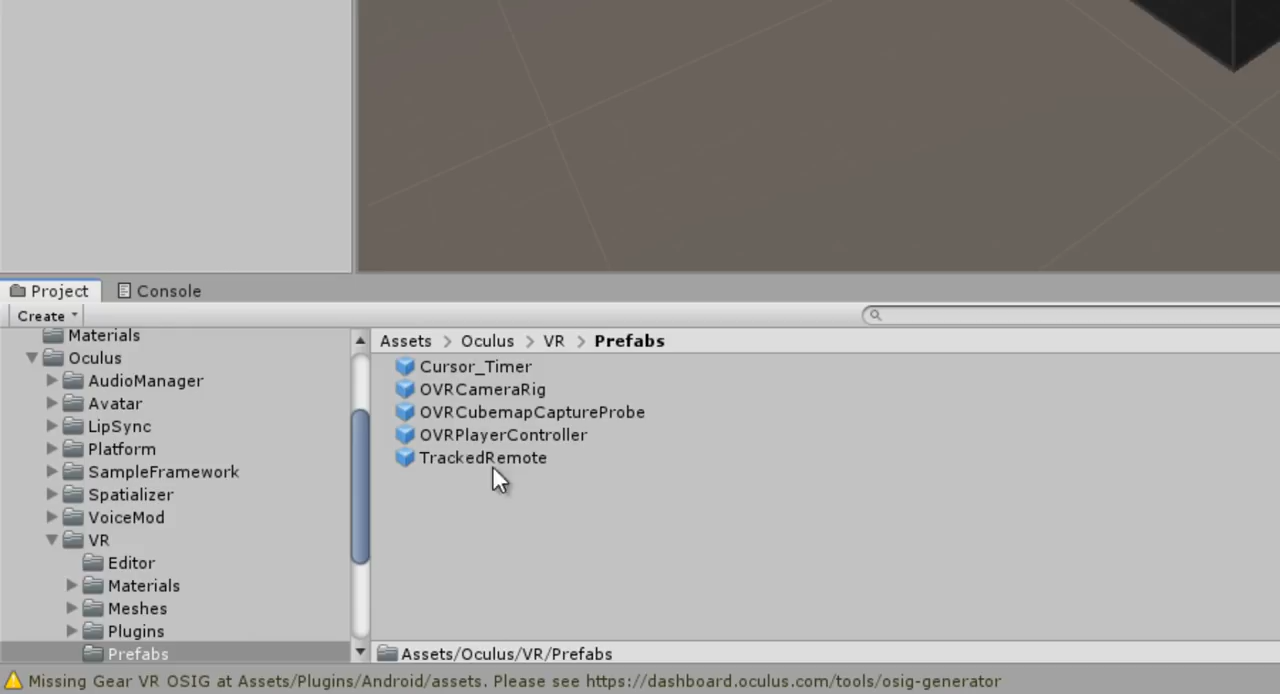 Project
Console
Create
Materials
Oculus
AudioManager
Avatar
LipSync
Platform
SampleFramework
Spatializer
VoiceMod
VR
Editor
Materials
Meshes
Plugins
Prefabs
Assets > Oculus > VR > Prefabs
Cursor_Timer
OVRCameraRig
OVRCubemapCaptureProbe
OVRPlayerController
TrackedRemote
Assets/Oculus/VR/Prefabs
Missing Gear VR OSIG at Assets/Plugins/Android/assets. Please see https://dashboard.oculus.com/tools/osig-generator